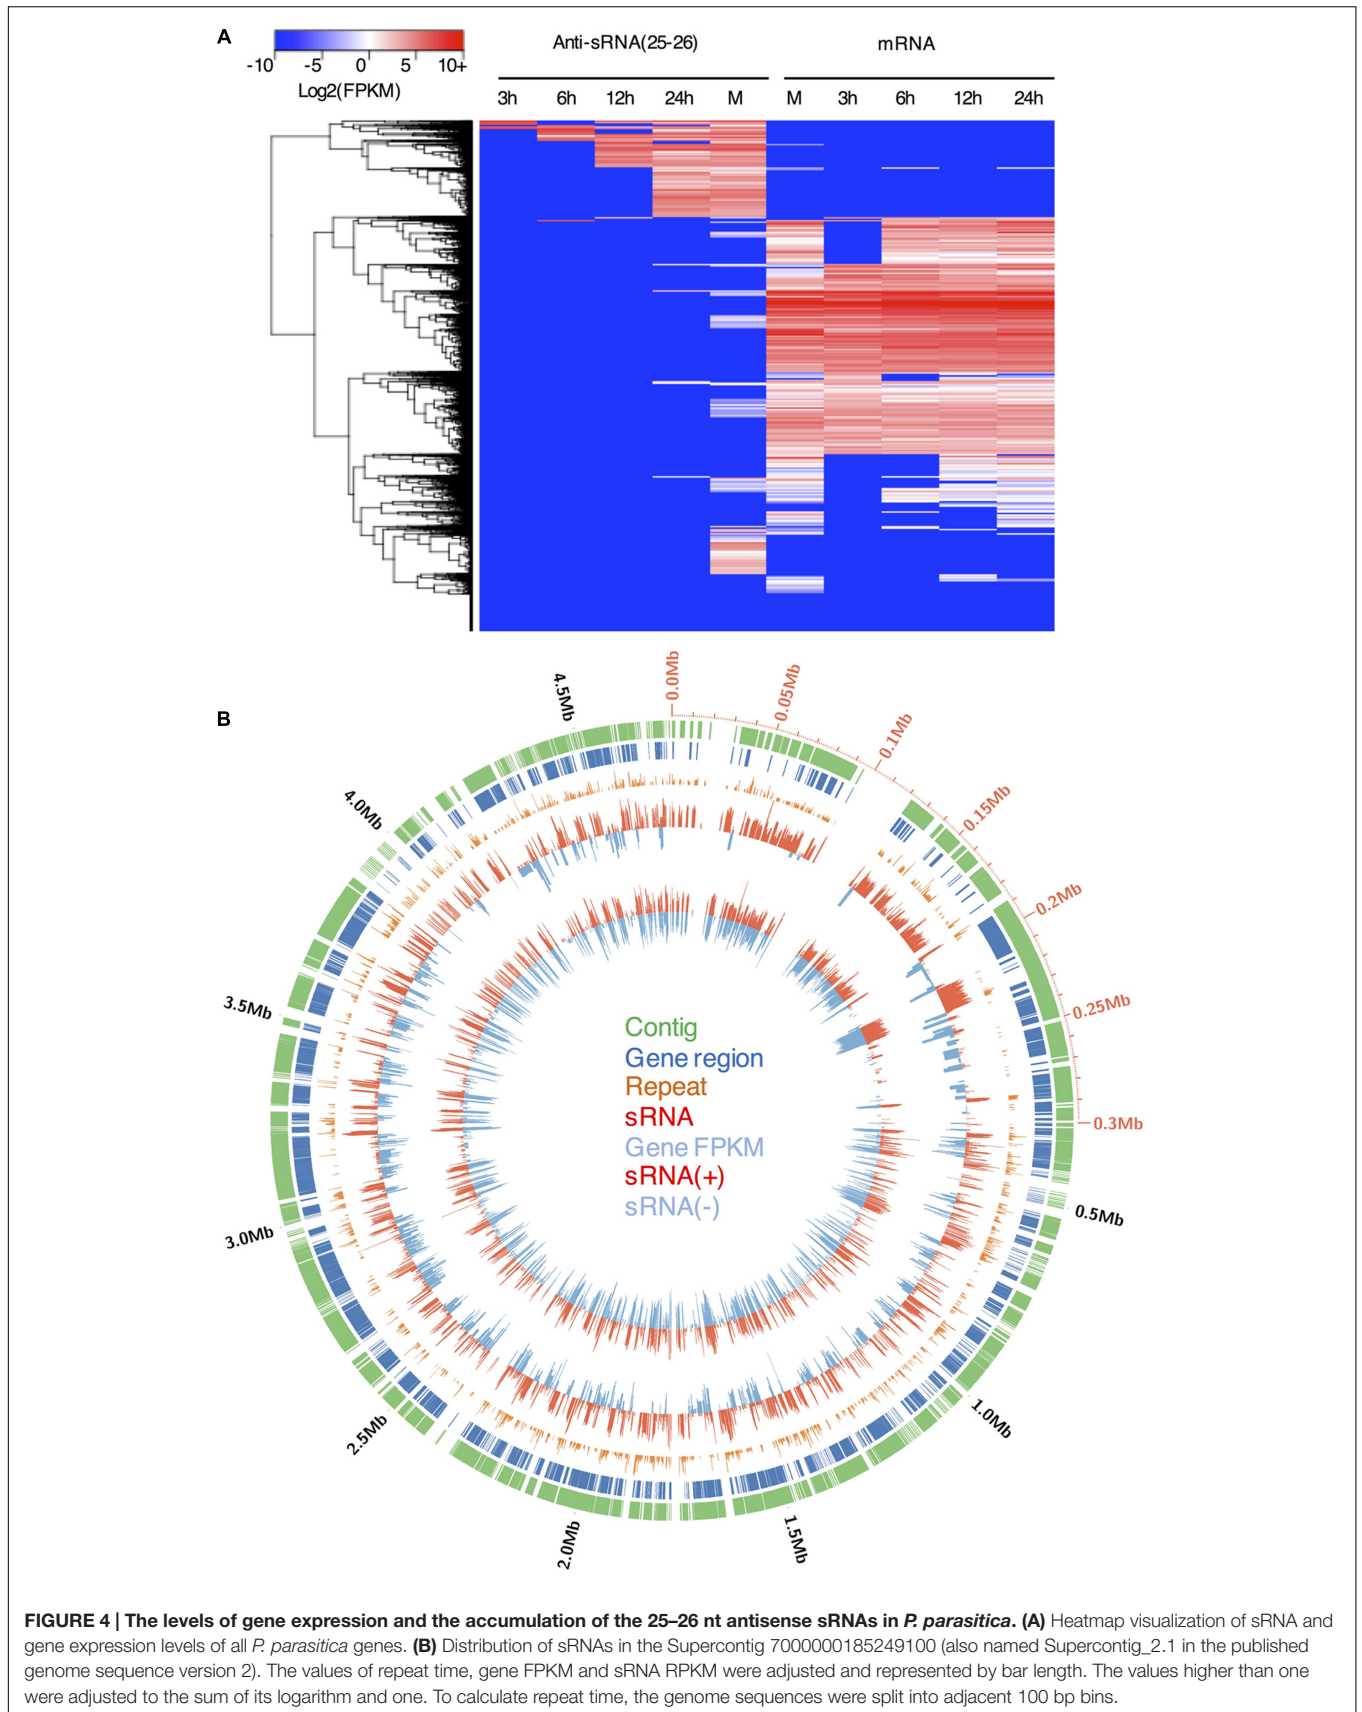 A
-10 -5 0 5 10+
Log2(FPKM)
Anti-sRNA(25-26) mRNA
3h 6h 12h 24h M M 3h 6h 12h 24h
B
0.0Mb
0.05Mb
0.1Mb
0.15Mb
0.2Mb
0.25Mb
0.3Mb
0.5Mb
1.0Mb
1.5Mb
2.0Mb
2.5Mb
3.0Mb
3.5Mb
4.0Mb
4.5Mb
Contig
Gene region
Repeat
sRNA
Gene FPKM
sRNA(+)
sRNA(-)
FIGURE 4 | The levels of gene expression and the accumulation of the 25–26 nt antisense sRNAs in P. parasitica. (A) Heatmap visualization of sRNA and
gene expression levels of all P. parasitica genes. (B) Distribution of sRNAs in the Supercontig 7000000185249100 (also named Supercontig_2.1 in the published
genome sequence version 2). The values of repeat time, gene FPKM and sRNA RPKM were adjusted and represented by bar length. The values higher than one
were adjusted to the sum of its logarithm and one. To calculate repeat time, the genome sequences were split into adjacent 100 bp bins.